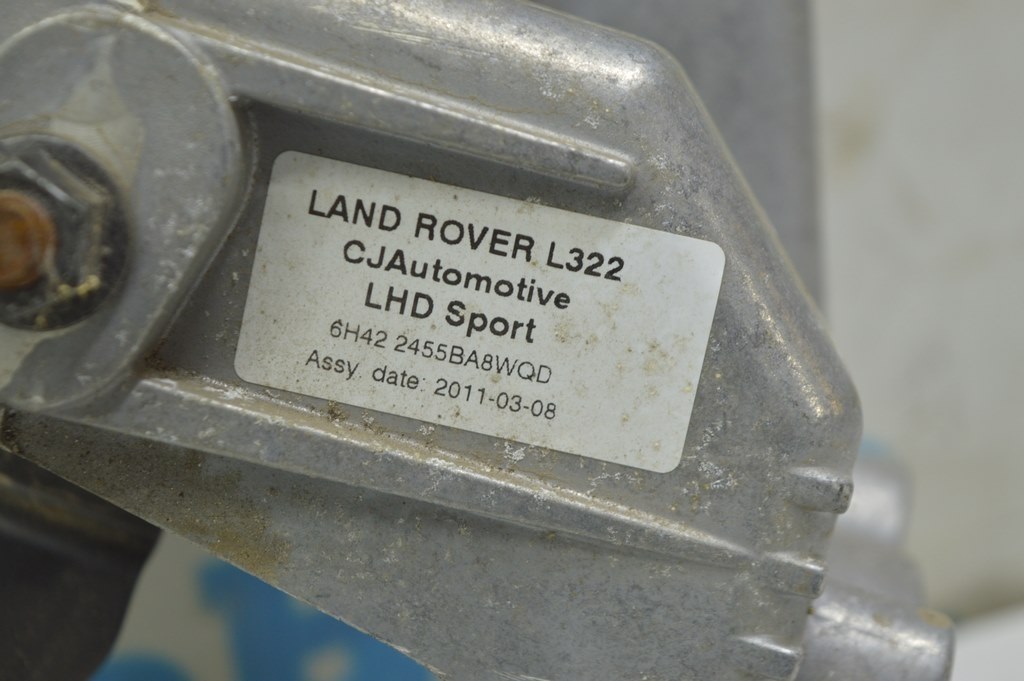 LAND ROVER L322
CJAutomotive
LHD Sport
6H42 2455BA8WQD
Assy. date: 2011-03-08